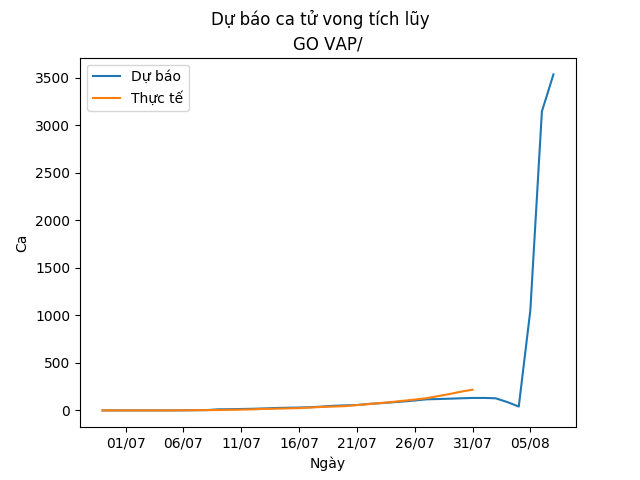 Dự báo ca tử vong tích lũy
GO VAP/
Dự báo
Thực tế
3500
3000
2500
2000
1500
1000
500
0
Ca
01/07 06/07 11/07 16/07 21/07 26/07 31/07 05/08
Ngày